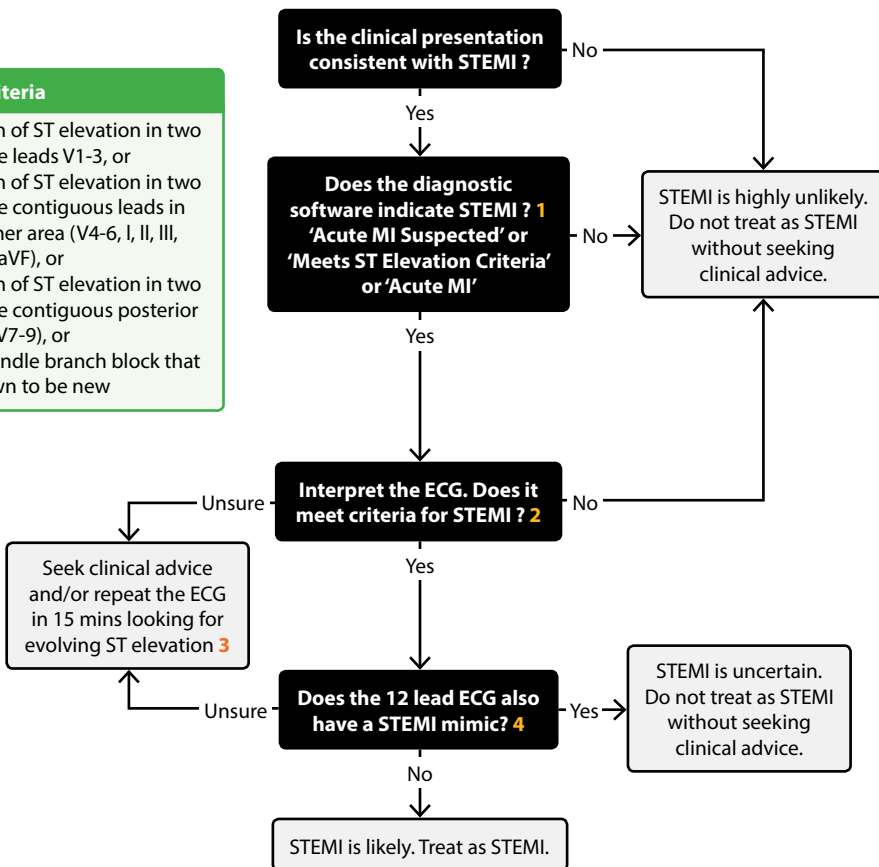 Is the clinical presentation
consistent with STEMI ?
No
Yes
iteria
of ST elevation in two
leads V1-3, or
of ST elevation in two
contiguous leads in
area (V4-6, I, II, III,
aVF), or
of ST elevation in two
contiguous posterior
V7-9), or
branch block that
to be new
Does the diagnostic
software indicate STEMI ? 1
‘Acute MI Suspected’ or
‘Meets ST Elevation Criteria’
or ‘Acute MI’
No
STEMI is highly unlikely.
Do not treat as STEMI
without seeking
clinical advice.
Yes
Interpret the ECG. Does it
meet criteria for STEMI ? 2
Unsure
No
Seek clinical advice
and/or repeat the ECG
in 15 mins looking for
evolving ST elevation 3
Yes
Does the 12 lead ECG also
have a STEMI mimic? 4
Unsure
Yes
STEMI is uncertain.
Do not treat as STEMI
without seeking
clinical advice.
No
STEMI is likely. Treat as STEMI.